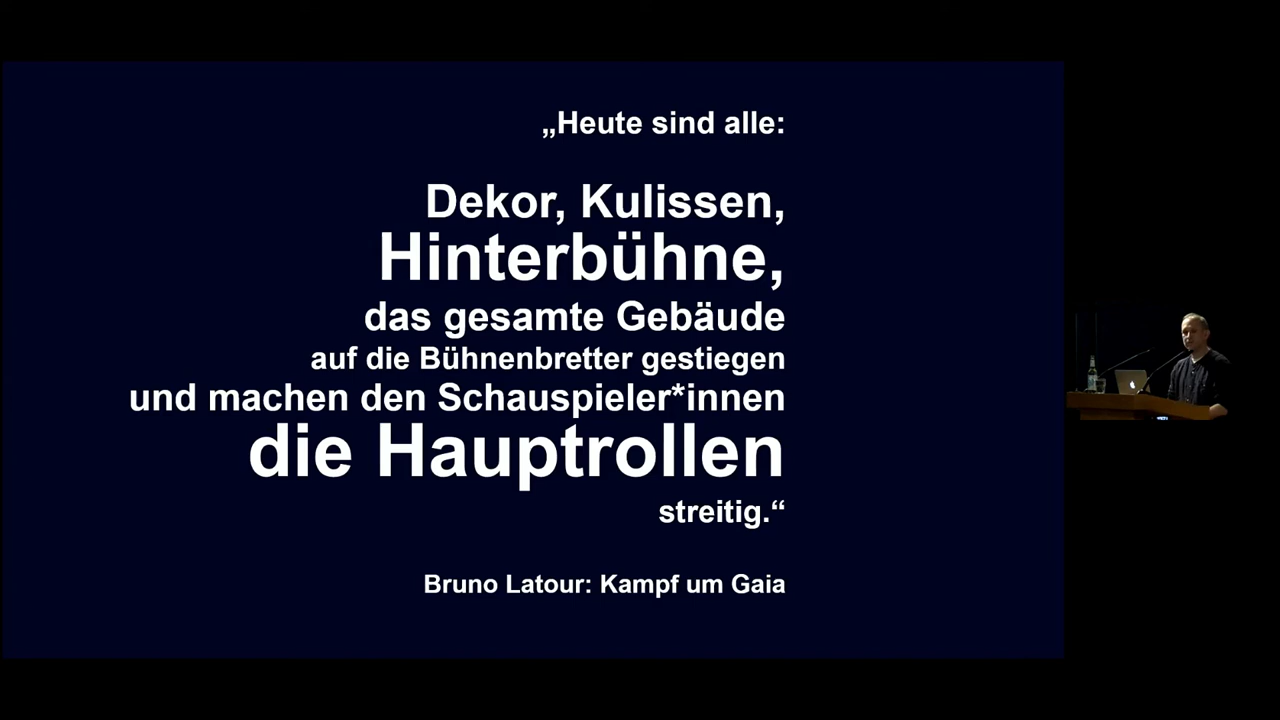 „Heute sind alle:
Dekor, Kulissen,
Hinterbühne,
das gesamte Gebäude
auf die Bühnenbretter gestiegen
und machen den Schauspieler*innen
die Hauptrollen
streitig.“
Bruno Latour: Kampf um Gaia